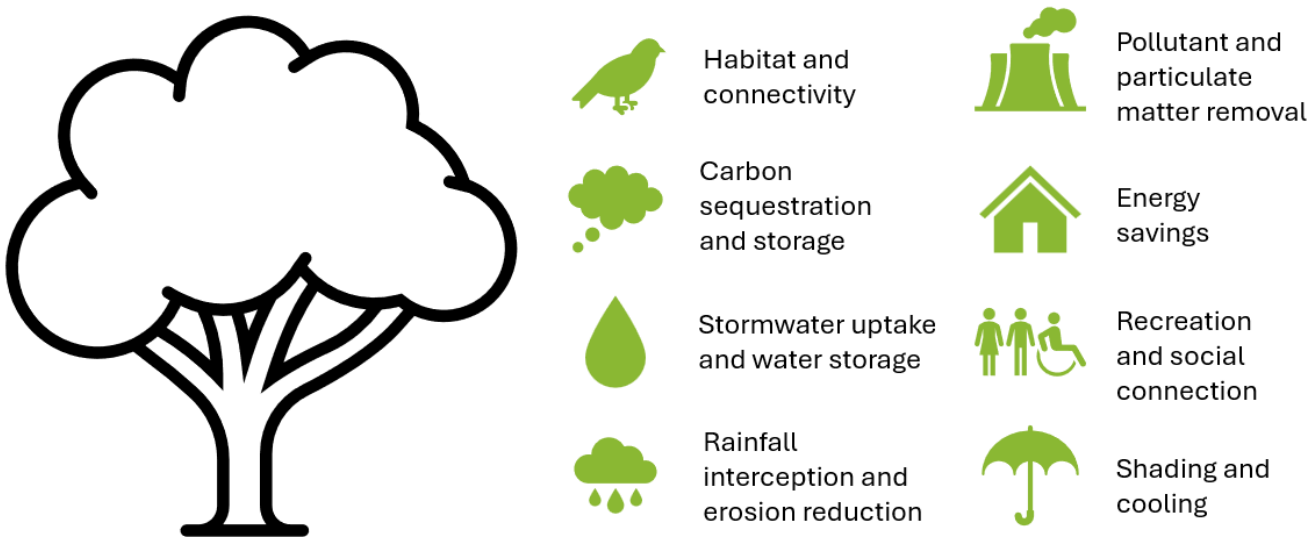 Habitat and
connectivity
Carbon
sequestration
and storage
Stormwater uptake
and water storage
Rainfall
interception and
erosion reduction
Pollutant and
particulate
matter removal
Energy
savings
Recreation
and social
connection
Shading and
cooling